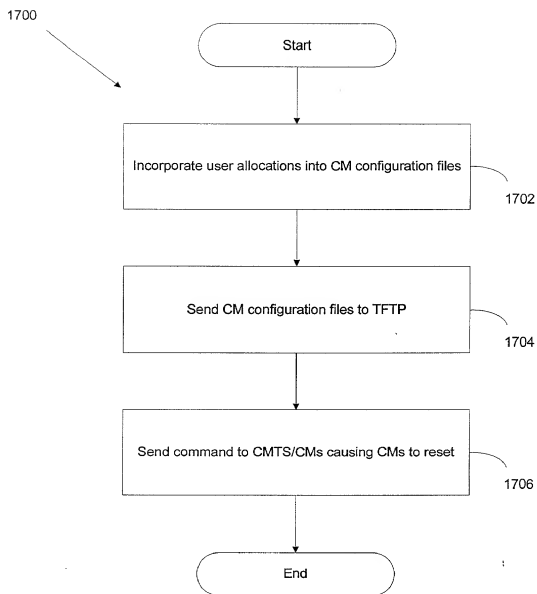 1700
Start
Incorporate user allocations into CM configuration files
1702
Send CM configuration files to TFTP
1704
Send command to CMTS/CMs causing CMs to reset
1706
End